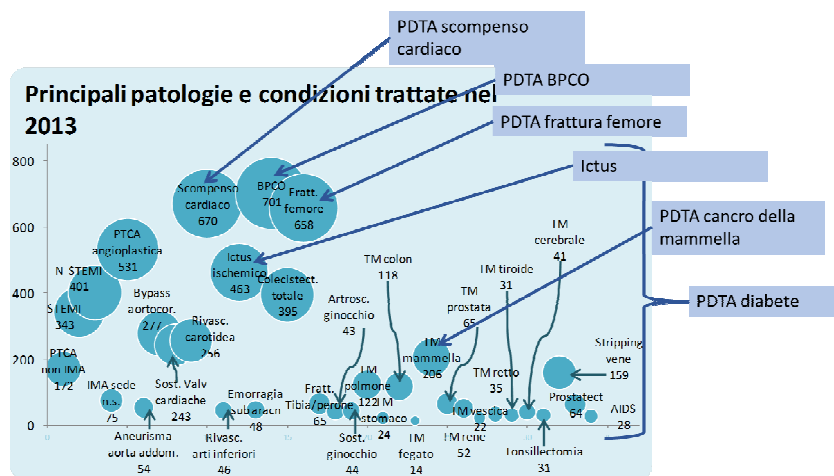 PDTA scompenso
cardiaco
PDTA BPCO
Principali patologie e condizioni trattate nel
2013
PDTA frattura femore
Ictus
PDTA cancro della
mammella
PDTA diabete
800
600
400
200
0
0
15
Scompenso
cardiaco
670
BPCO
701
Fratt.
femore
658
PTCA
angioplastica
531
N-STEMI
401
STEMI
343
PTCA
non IMA
172
Bypass
aortocor.
277
Rivasc.
carotidea
256
Ictus
ischemico
463
Colecistect.
totale
395
Sost. Valv
cardiache
243
IMA sede
n.s.
75
Aneurisma
aorta addom.
54
Rivasc.
arti inferiori
46
Emorragia
subaracn
48
Fratt.
Tibia/perone
65
Artrosc.
ginocchio
43
Sost.
ginocchio
44
TM colon
118
TM
polmone
122
TM
stomaco
24
TM
fegato
14
TM
mammella
206
TM
prostata
65
TM rene
52
TM vescica
22
TM retto
35
TM tiroide
31
TM
cerebrale
41
Tonsillectomia
31
Stripping
vene
159
Prostatect
64
AIDS
28